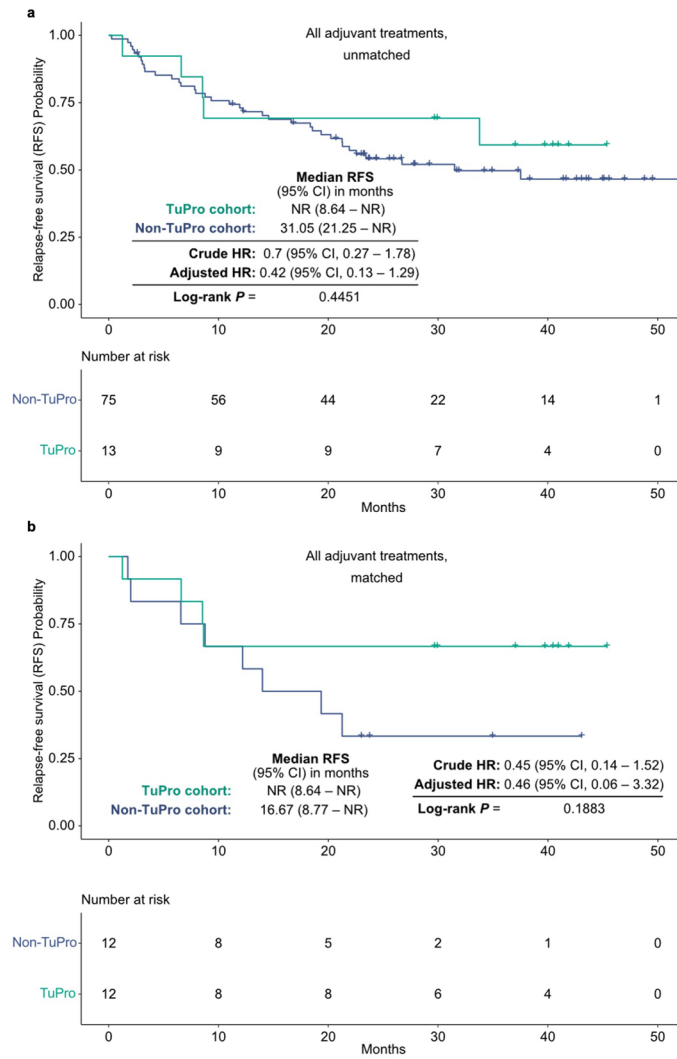 a
All adjuvant treatments,
unmatched
Relapse-free survival (RFS) Probability
1.00
0.75
0.50
0.25
0.00
Median RFS
(95% CI) in months
TuPro cohort: NR (8.64 – NR)
Non-TuPro cohort: 31.05 (21.25 – NR)
Crude HR: 0.7 (95% CI, 0.27 – 1.78)
Adjusted HR: 0.42 (95% CI, 0.13 – 1.29)
Log-rank P = 0.4451
0 10 20 30 40 50
Number at risk
Non-TuPro 75 56 44 22 14 1
TuPro 13 9 9 7 4 0
0 10 20 30 40 50
Months
b
All adjuvant treatments,
matched
Relapse-free survival (RFS) Probability
1.00
0.75
0.50
0.25
0.00
Median RFS
(95% CI) in months
TuPro cohort: NR (8.64 – NR)
Non-TuPro cohort: 16.67 (8.77 – NR)
Crude HR: 0.45 (95% CI, 0.14 – 1.52)
Adjusted HR: 0.46 (95% CI, 0.06 – 3.32)
Log-rank P = 0.1883
0 10 20 30 40 50
Number at risk
Non-TuPro 12 8 5 2 1 0
TuPro 12 8 8 6 4 0
0 10 20 30 40 50
Months